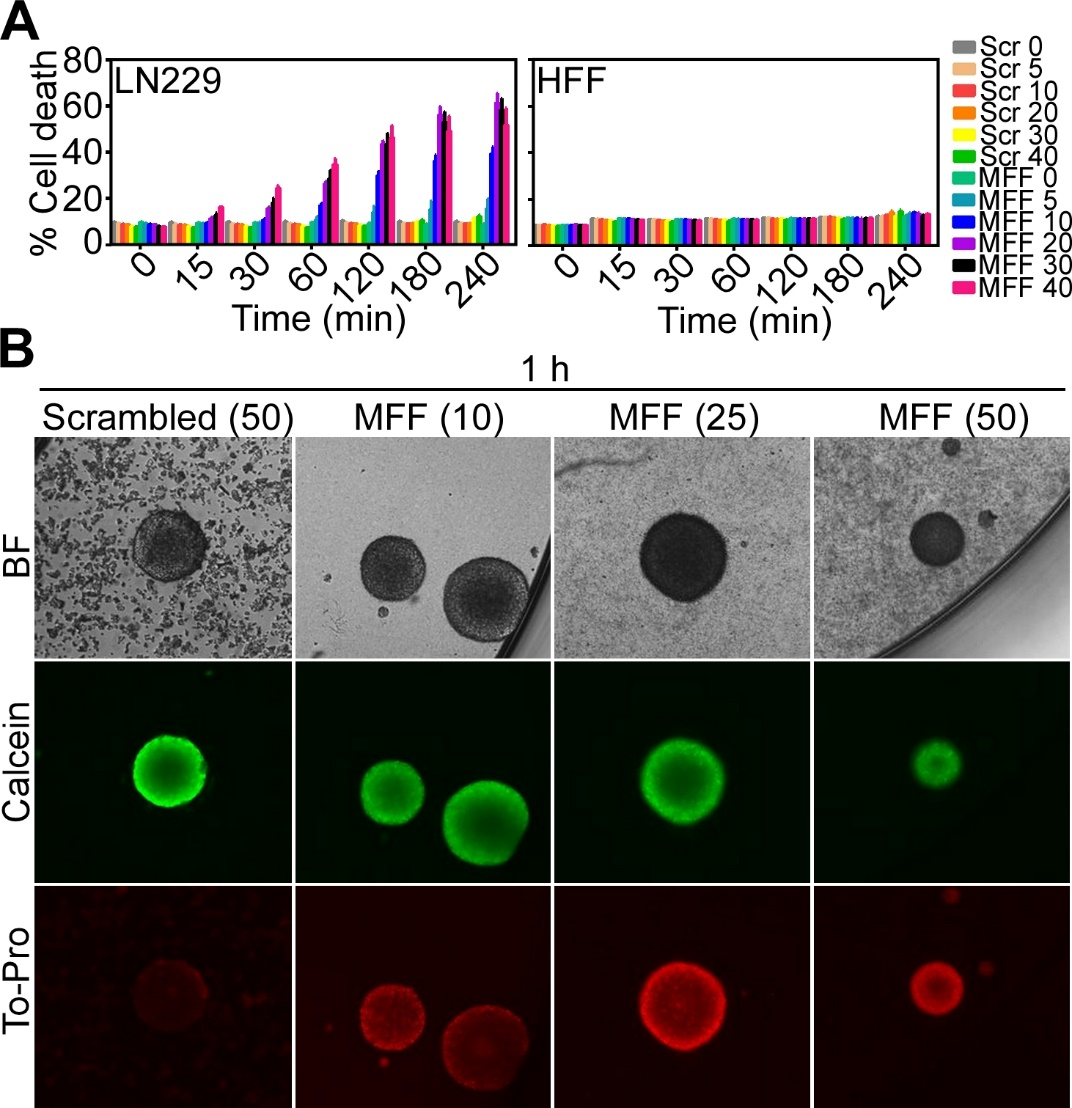 A
% Cell death
80
60
40
20
0
LN229
0 15 30 60 120 180 240
Time (min)
HFF
0 15 30 60 120 180 240
Time (min)
Scr 0
Scr 5
Scr 10
Scr 20
Scr 30
Scr 40
MFF 0
MFF 5
MFF 10
MFF 20
MFF 30
MFF 40
B
1 h
Scrambled (50) MFF (10) MFF (25) MFF (50)
BF
Calcein
To-Pro